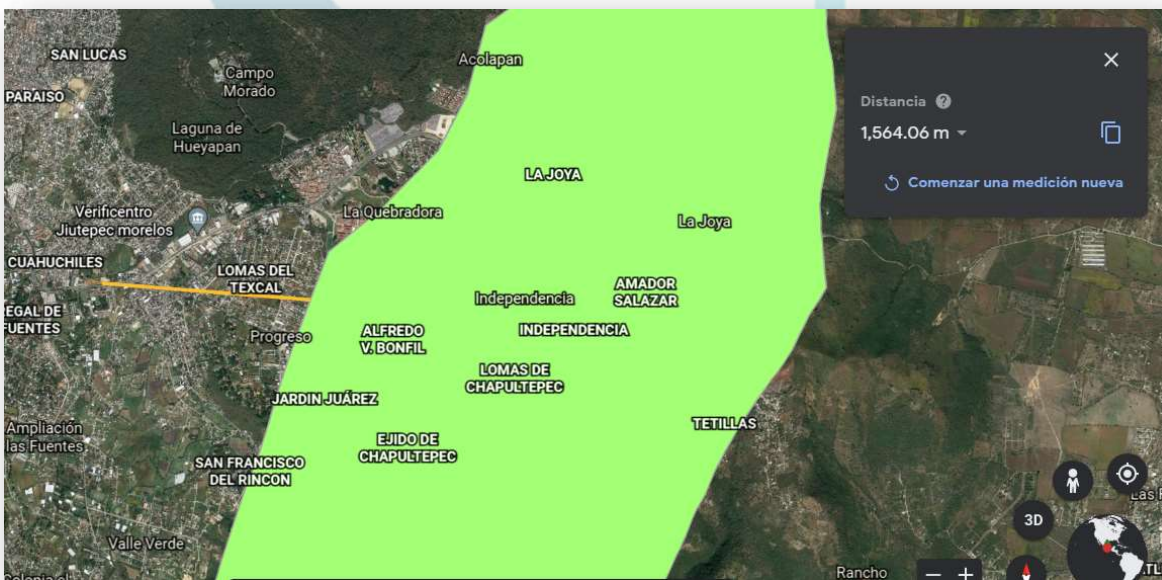 SAN LUCAS
Acolapan
Campo
Morado
PARAISO
Distancia
1,564.06 m
Laguna de
Hueyapan
LA JOYA
Comenzar una medición nueva
Verificentro
Jiutepec morelos
La Quebradora
La Joya
CUAHUCHILES
LOMAS DEL
TEXCAL
AMADOR
SALAZAR
Independencia
EGAL DE
FUENTES
Progreso
ALFREDO
V. BONFIL
INDEPENDENCIA
LOMAS DE
CHAPULTEPEC
JARDIN JUÁREZ
Ampliación
las Fuentes
TETILLAS
EJIDO DE
CHAPULTEPEC
SAN FRANCISCO
DEL RINCON
Las
3D
Valle Verde
Rancho